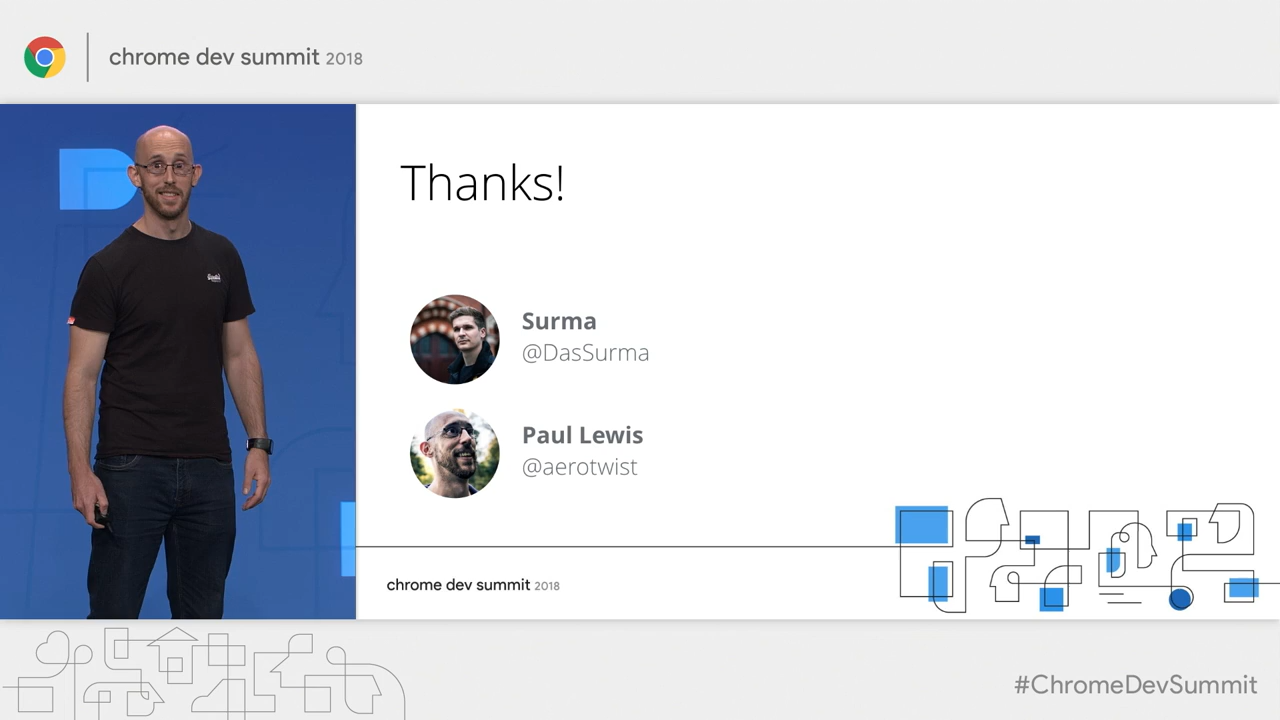 chrome dev summit 2018
Thanks!
Surma
@DasSurma
Paul Lewis
@aerotwist
chrome dev summit 2018
#ChromeDevSummit